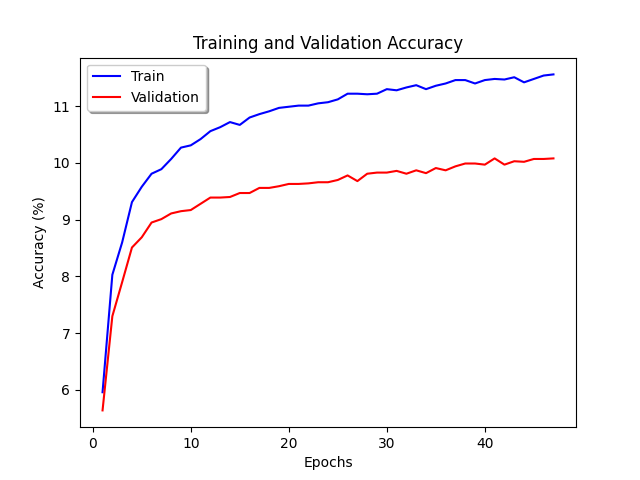 Training and Validation Accuracy
Train
Validation
Accuracy (%)
11
10
9
8
7
6
0 10 20 30 40
Epochs